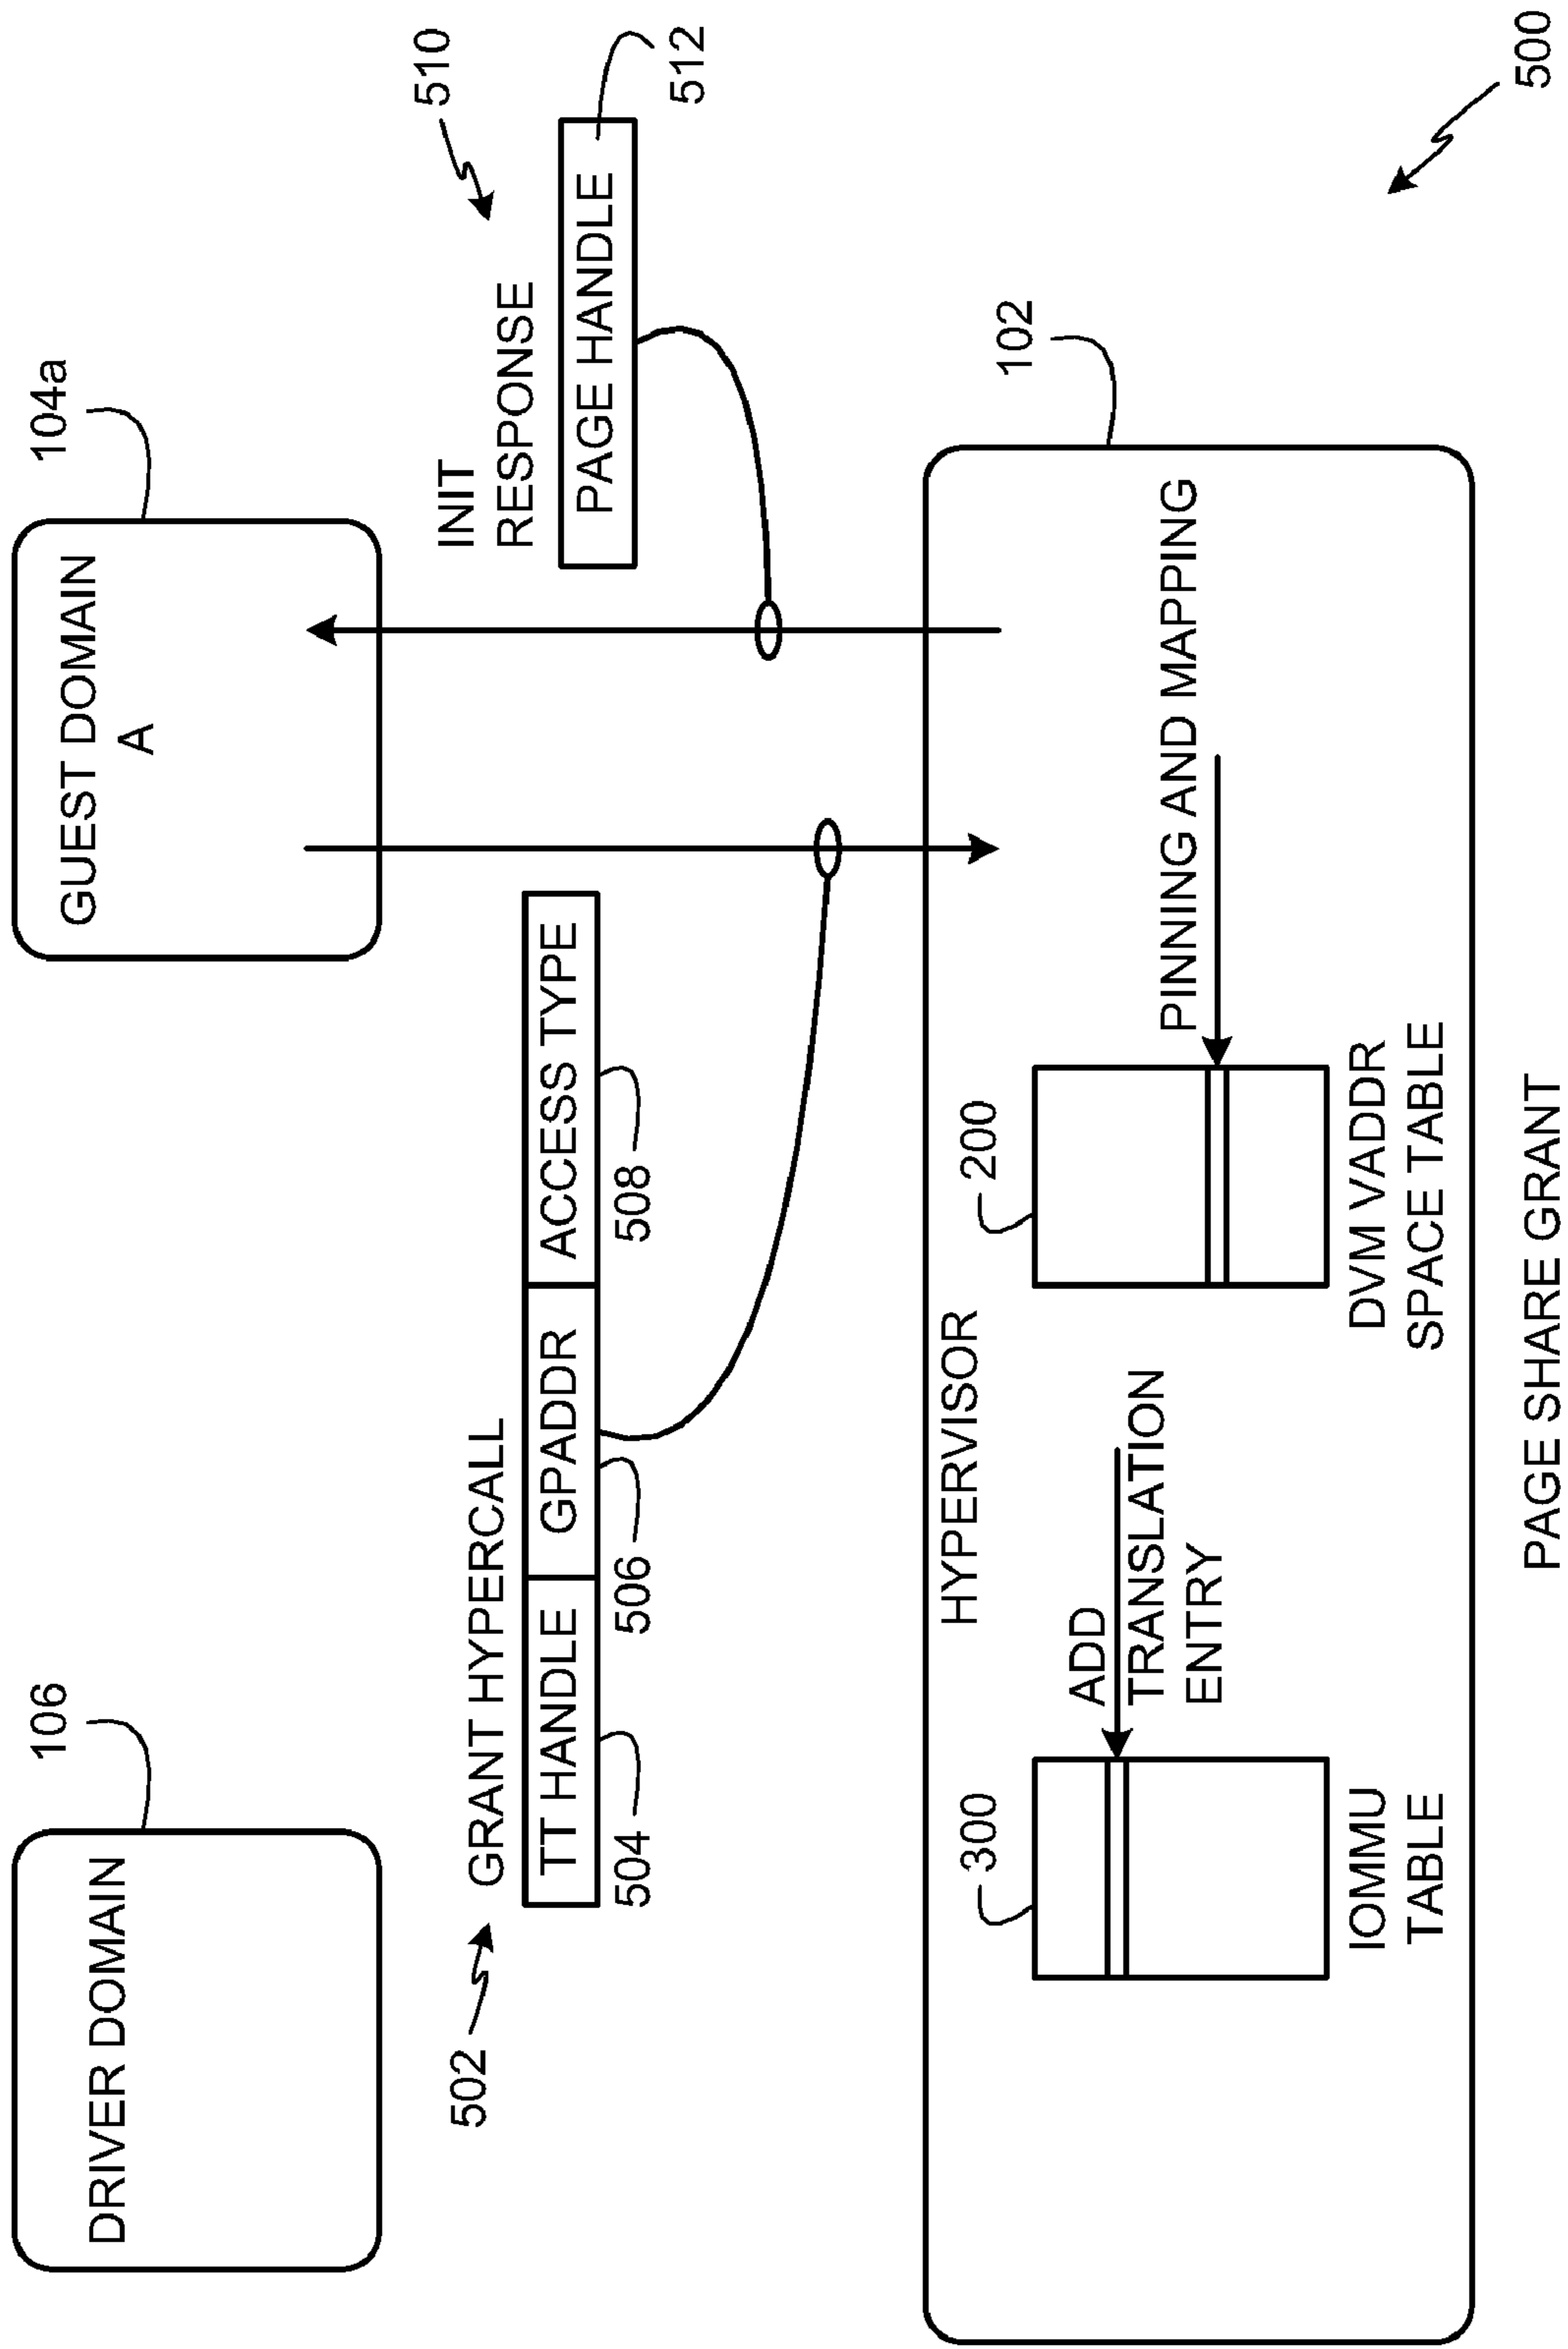 106
DRIVER DOMAIN
104a
GUEST DOMAIN
A
502
GRANT HYPERCALL
TT HANDLE
GPADDR
ACCESS TYPE
504
506
508
510
INIT
RESPONSE
PAGE HANDLE
512
102
HYPERVISOR
300
ADD
TRANSLATION
ENTRY
IOMMU
TABLE
200
PINNING AND MAPPING
DVM VADDR
SPACE TABLE
PAGE SHARE GRANT
500